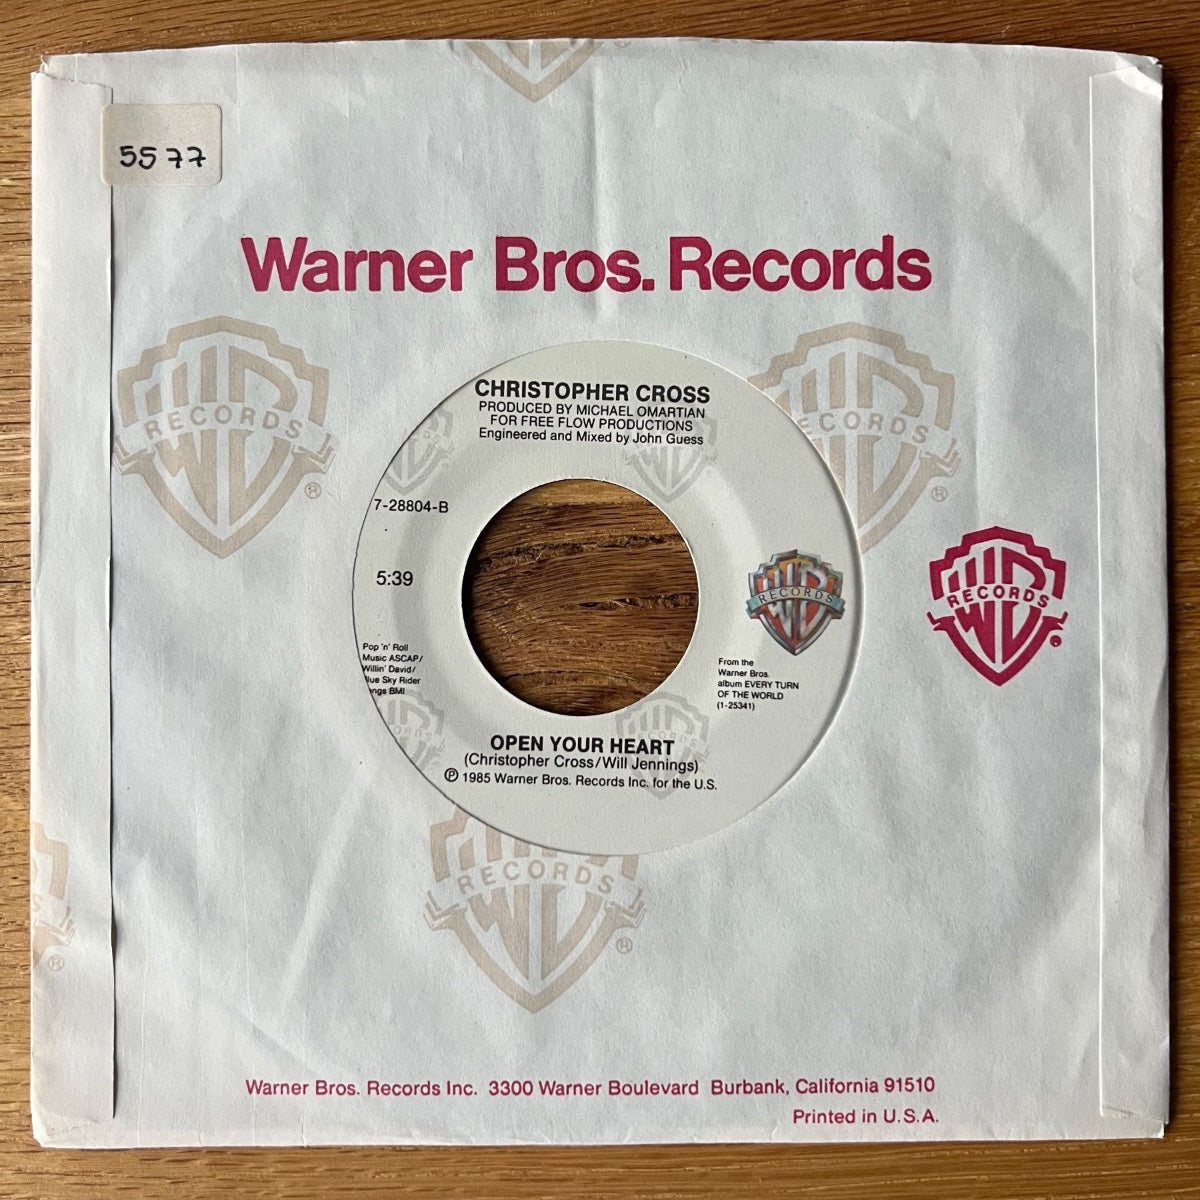 5577
Warner Bros. Records
RECORDS
®
RECORDS
®
CHRISTOPHER CROSS
PRODUCED BY MICHAEL OMARTIAN
FOR FREE FLOW PRODUCTIONS
Engineered and Mixed by John Guess
7-28804-B
5:39
RECORDS
RECORDS
®
Pop 'n' Roll
Music ASCAP/
Willin' David/
lue Sky Rider
ngs BMI
From the
Warner Bros.
album EVERY TURN
OF THE WORLD
(1-25341)
OPEN YOUR HEART
(Christopher Cross/Will Jennings)
℗ 1985 Warner Bros. Records Inc. for the U.S.
RECORDS
®
®
Warner Bros. Records Inc. 3300 Warner Boulevard Burbank, California 91510
Printed in U.S.A.